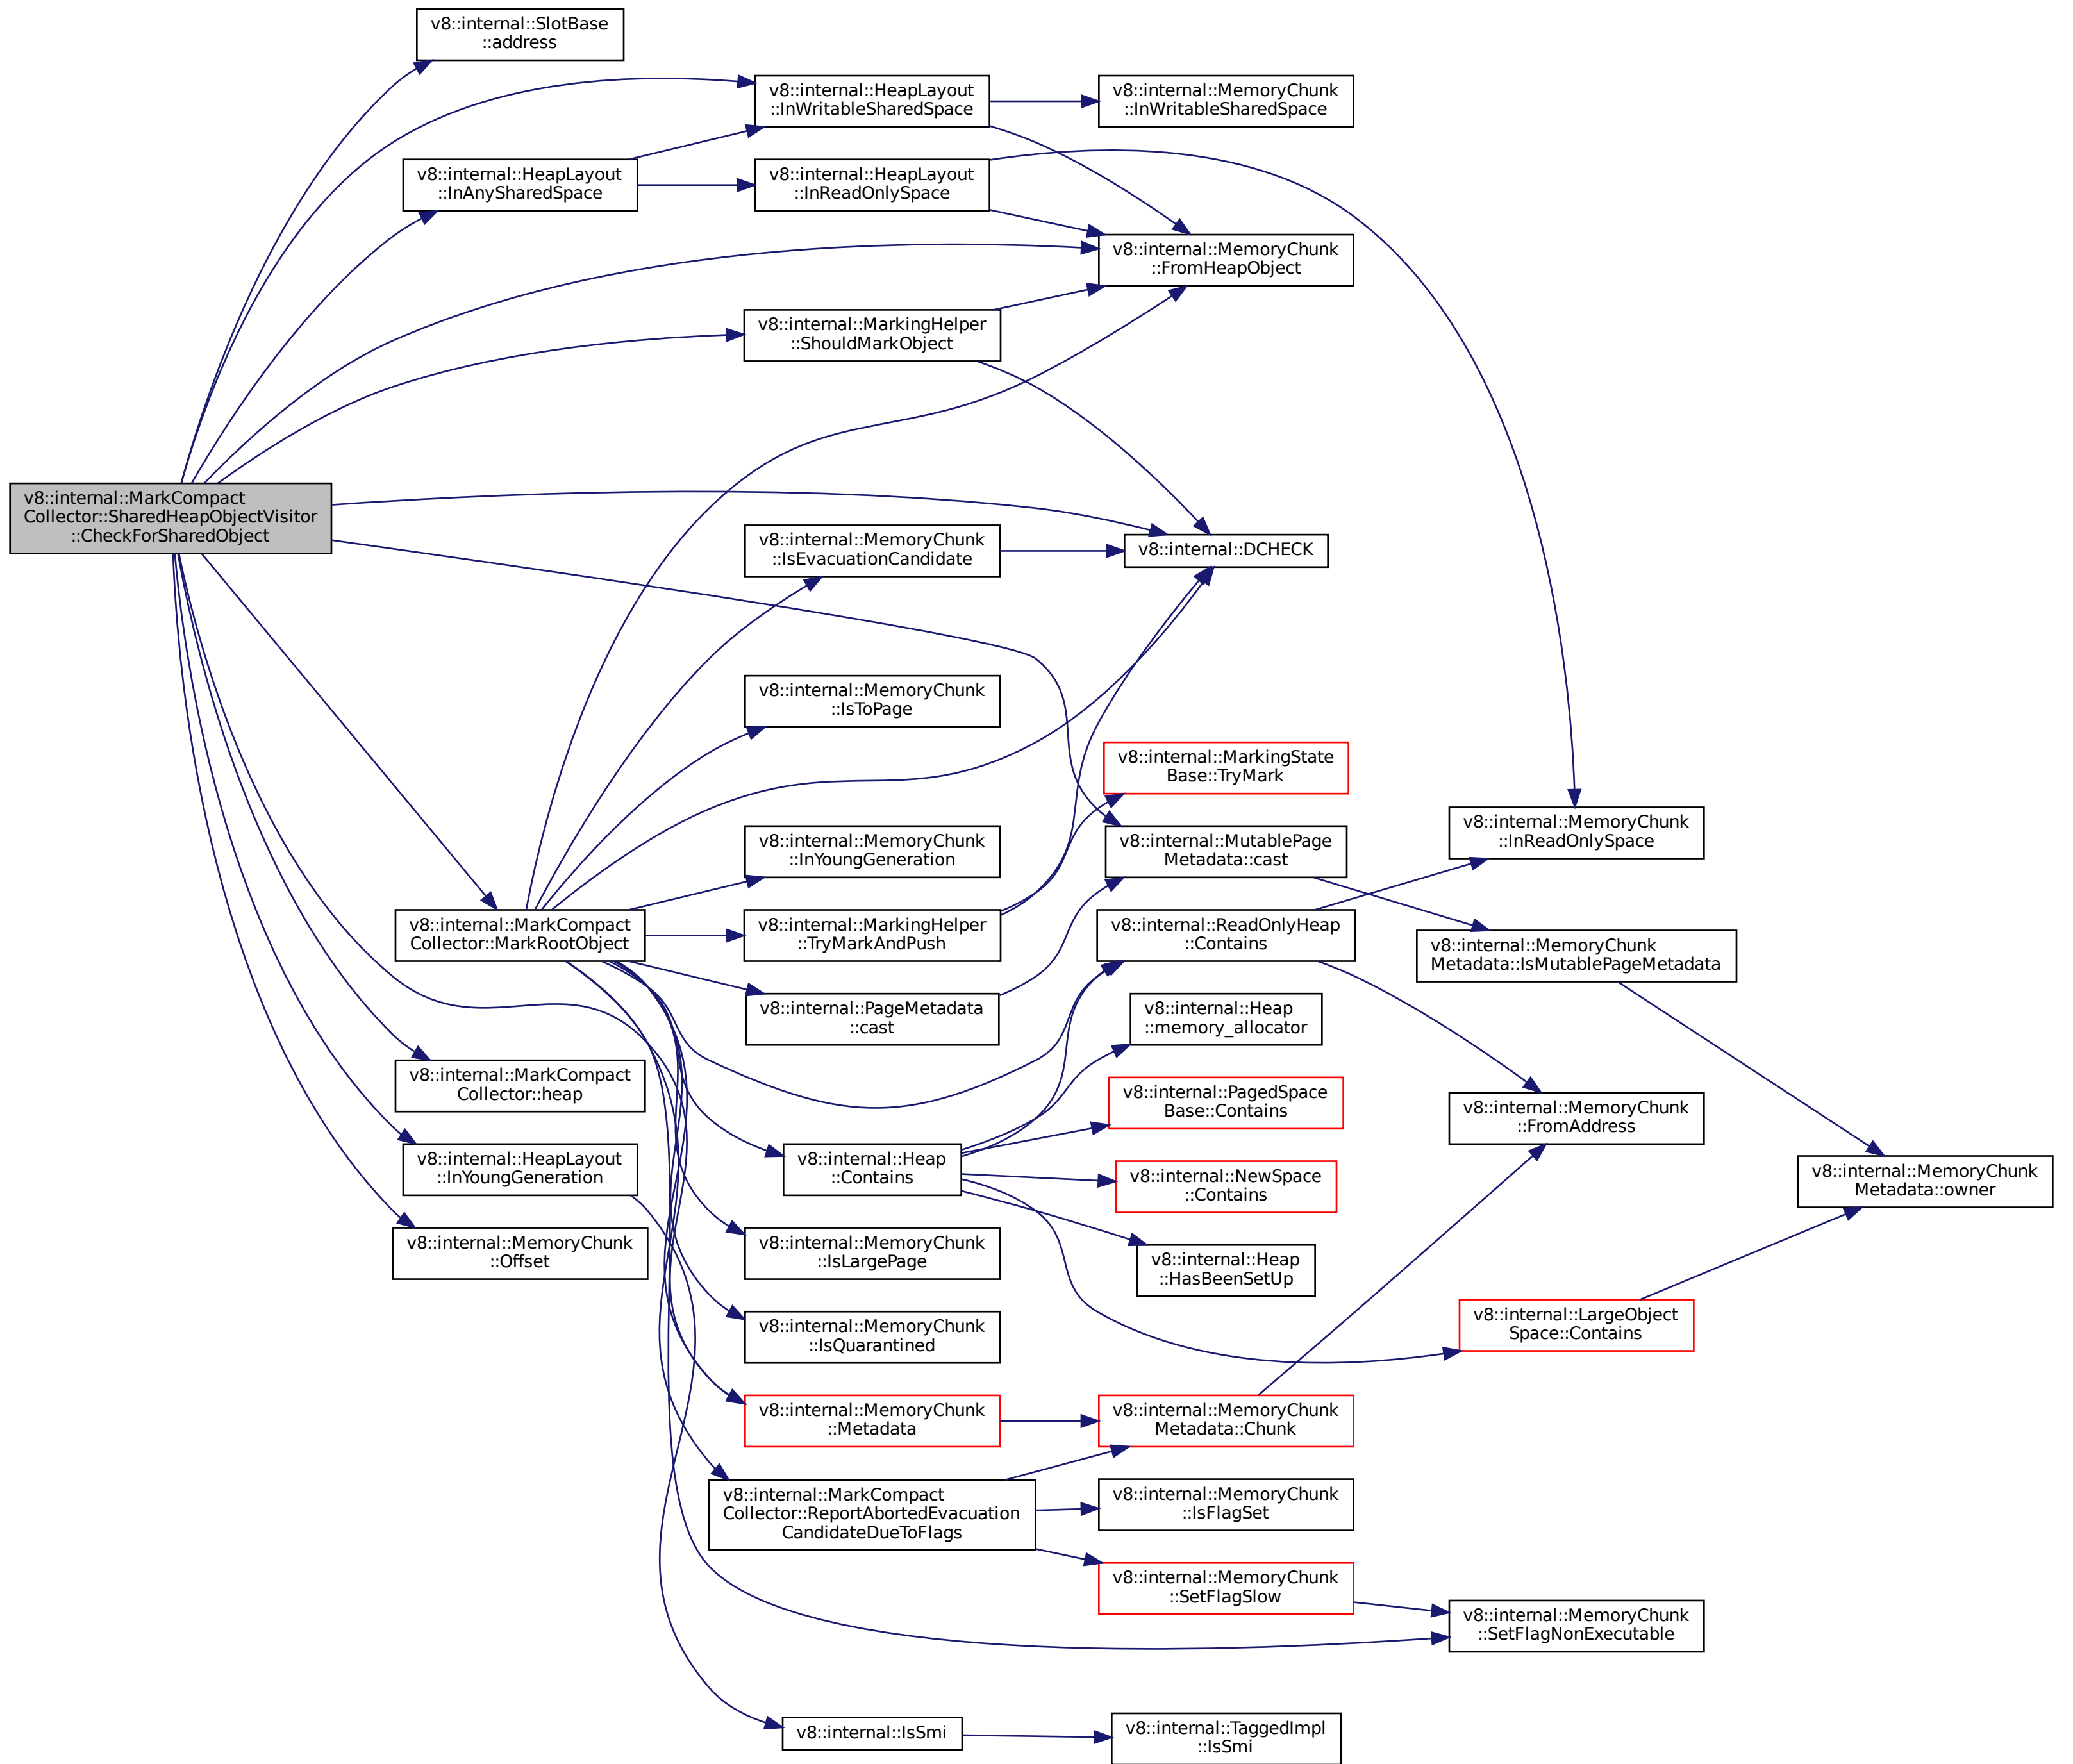 v8::internal::SlotBase
::address
v8::internal::HeapLayout
::InWritableSharedSpace
v8::internal::MemoryChunk
::InWritableSharedSpace
v8::internal::HeapLayout
::InAnySharedSpace
v8::internal::HeapLayout
::InReadOnlySpace
v8::internal::MemoryChunk
::FromHeapObject
v8::internal::MarkingHelper
::ShouldMarkObject
v8::internal::MarkCompact
Collector::SharedHeapObjectVisitor
::CheckForSharedObject
v8::internal::MemoryChunk
::IsEvacuationCandidate
v8::internal::DCHECK
v8::internal::MemoryChunk
::IsToPage
v8::internal::MarkingState
Base::TryMark
v8::internal::MemoryChunk
::InReadOnlySpace
v8::internal::MemoryChunk
::InYoungGeneration
v8::internal::MutablePage
Metadata::cast
v8::internal::MarkCompact
Collector::MarkRootObject
v8::internal::MarkingHelper
::TryMarkAndPush
v8::internal::ReadOnlyHeap
::Contains
v8::internal::MemoryChunk
Metadata::IsMutablePageMetadata
v8::internal::PageMetadata
::cast
v8::internal::Heap
::memory_allocator
v8::internal::MarkCompact
Collector::heap
v8::internal::PagedSpace
Base::Contains
v8::internal::MemoryChunk
::FromAddress
v8::internal::HeapLayout
::InYoungGeneration
v8::internal::Heap
::Contains
v8::internal::NewSpace
::Contains
v8::internal::MemoryChunk
Metadata::owner
v8::internal::MemoryChunk
::Offset
v8::internal::MemoryChunk
::IsLargePage
v8::internal::Heap
::HasBeenSetUp
v8::internal::MemoryChunk
::IsQuarantined
v8::internal::LargeObject
Space::Contains
v8::internal::MemoryChunk
::Metadata
v8::internal::MemoryChunk
Metadata::Chunk
v8::internal::MarkCompact
Collector::ReportAbortedEvacuation
CandidateDueToFlags
v8::internal::MemoryChunk
::IsFlagSet
v8::internal::MemoryChunk
::SetFlagSlow
v8::internal::MemoryChunk
::SetFlagNonExecutable
v8::internal::IsSmi
v8::internal::TaggedImpl
::IsSmi